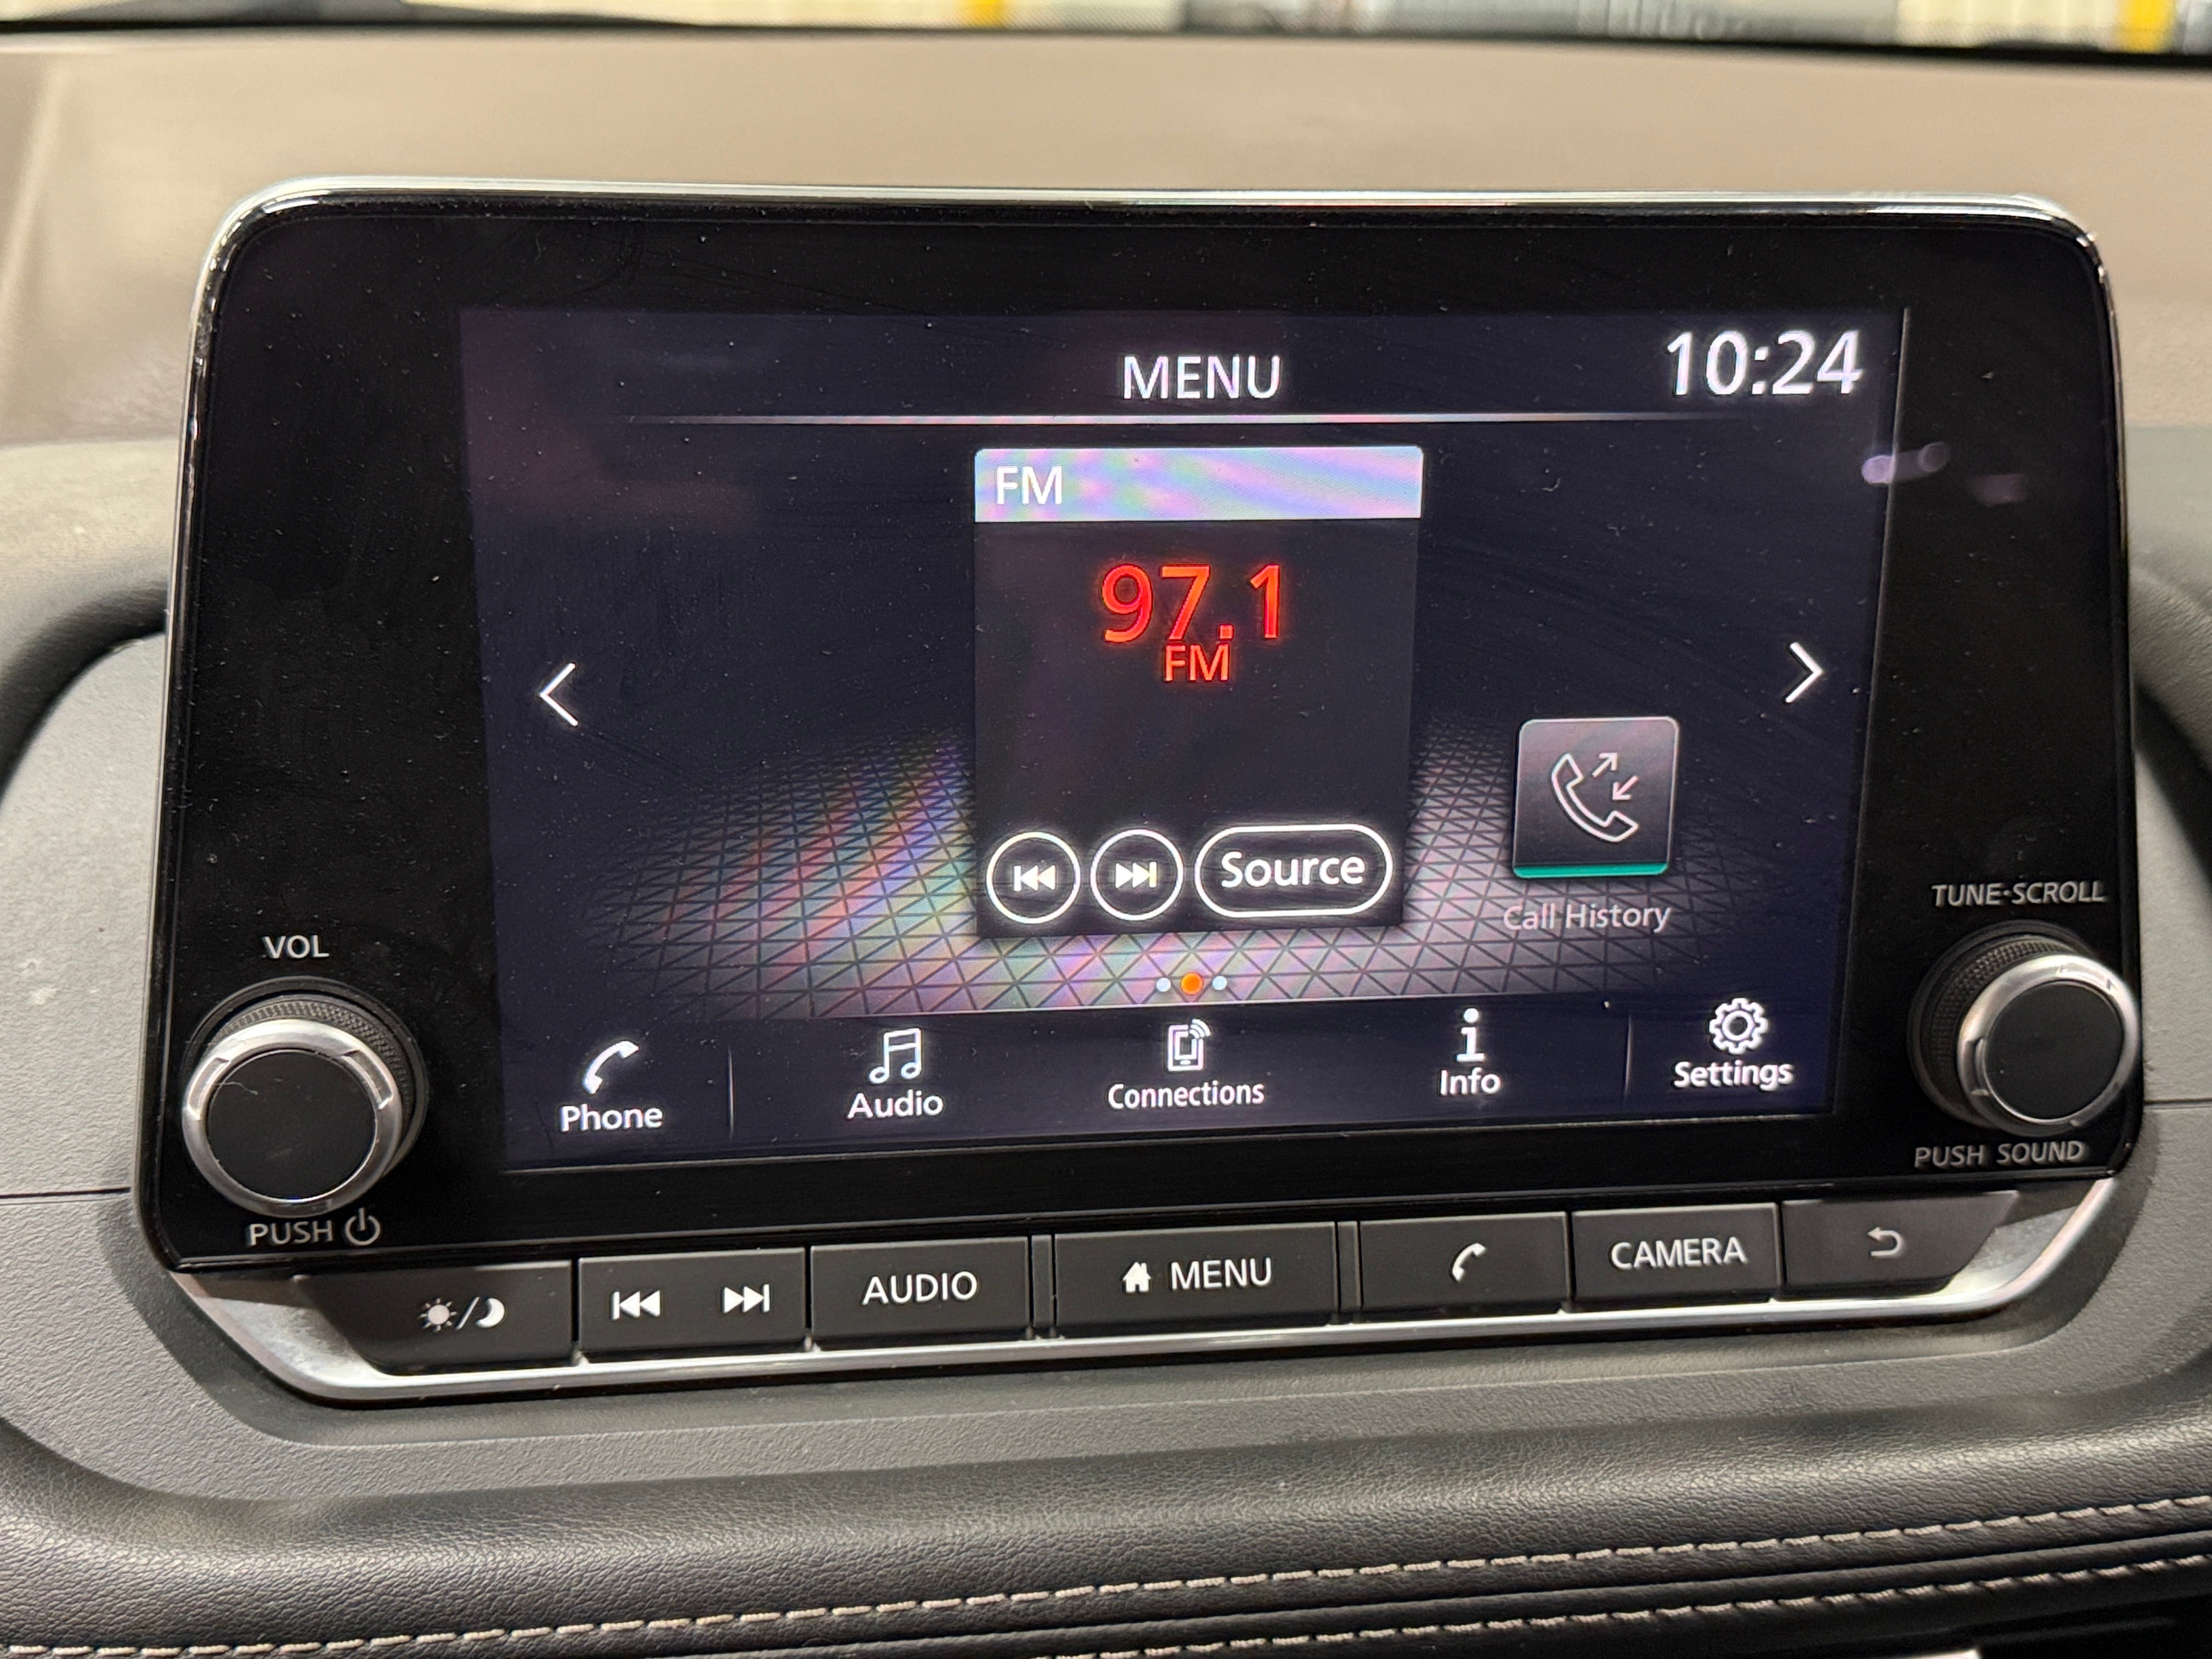 MENU
10:24
FM
97.1
FM
Source
Call History
VOL
TUNE·SCROLL
Phone
Audio
Connections
Info
Settings
PUSH
PUSH SOUND
AUDIO
MENU
CAMERA